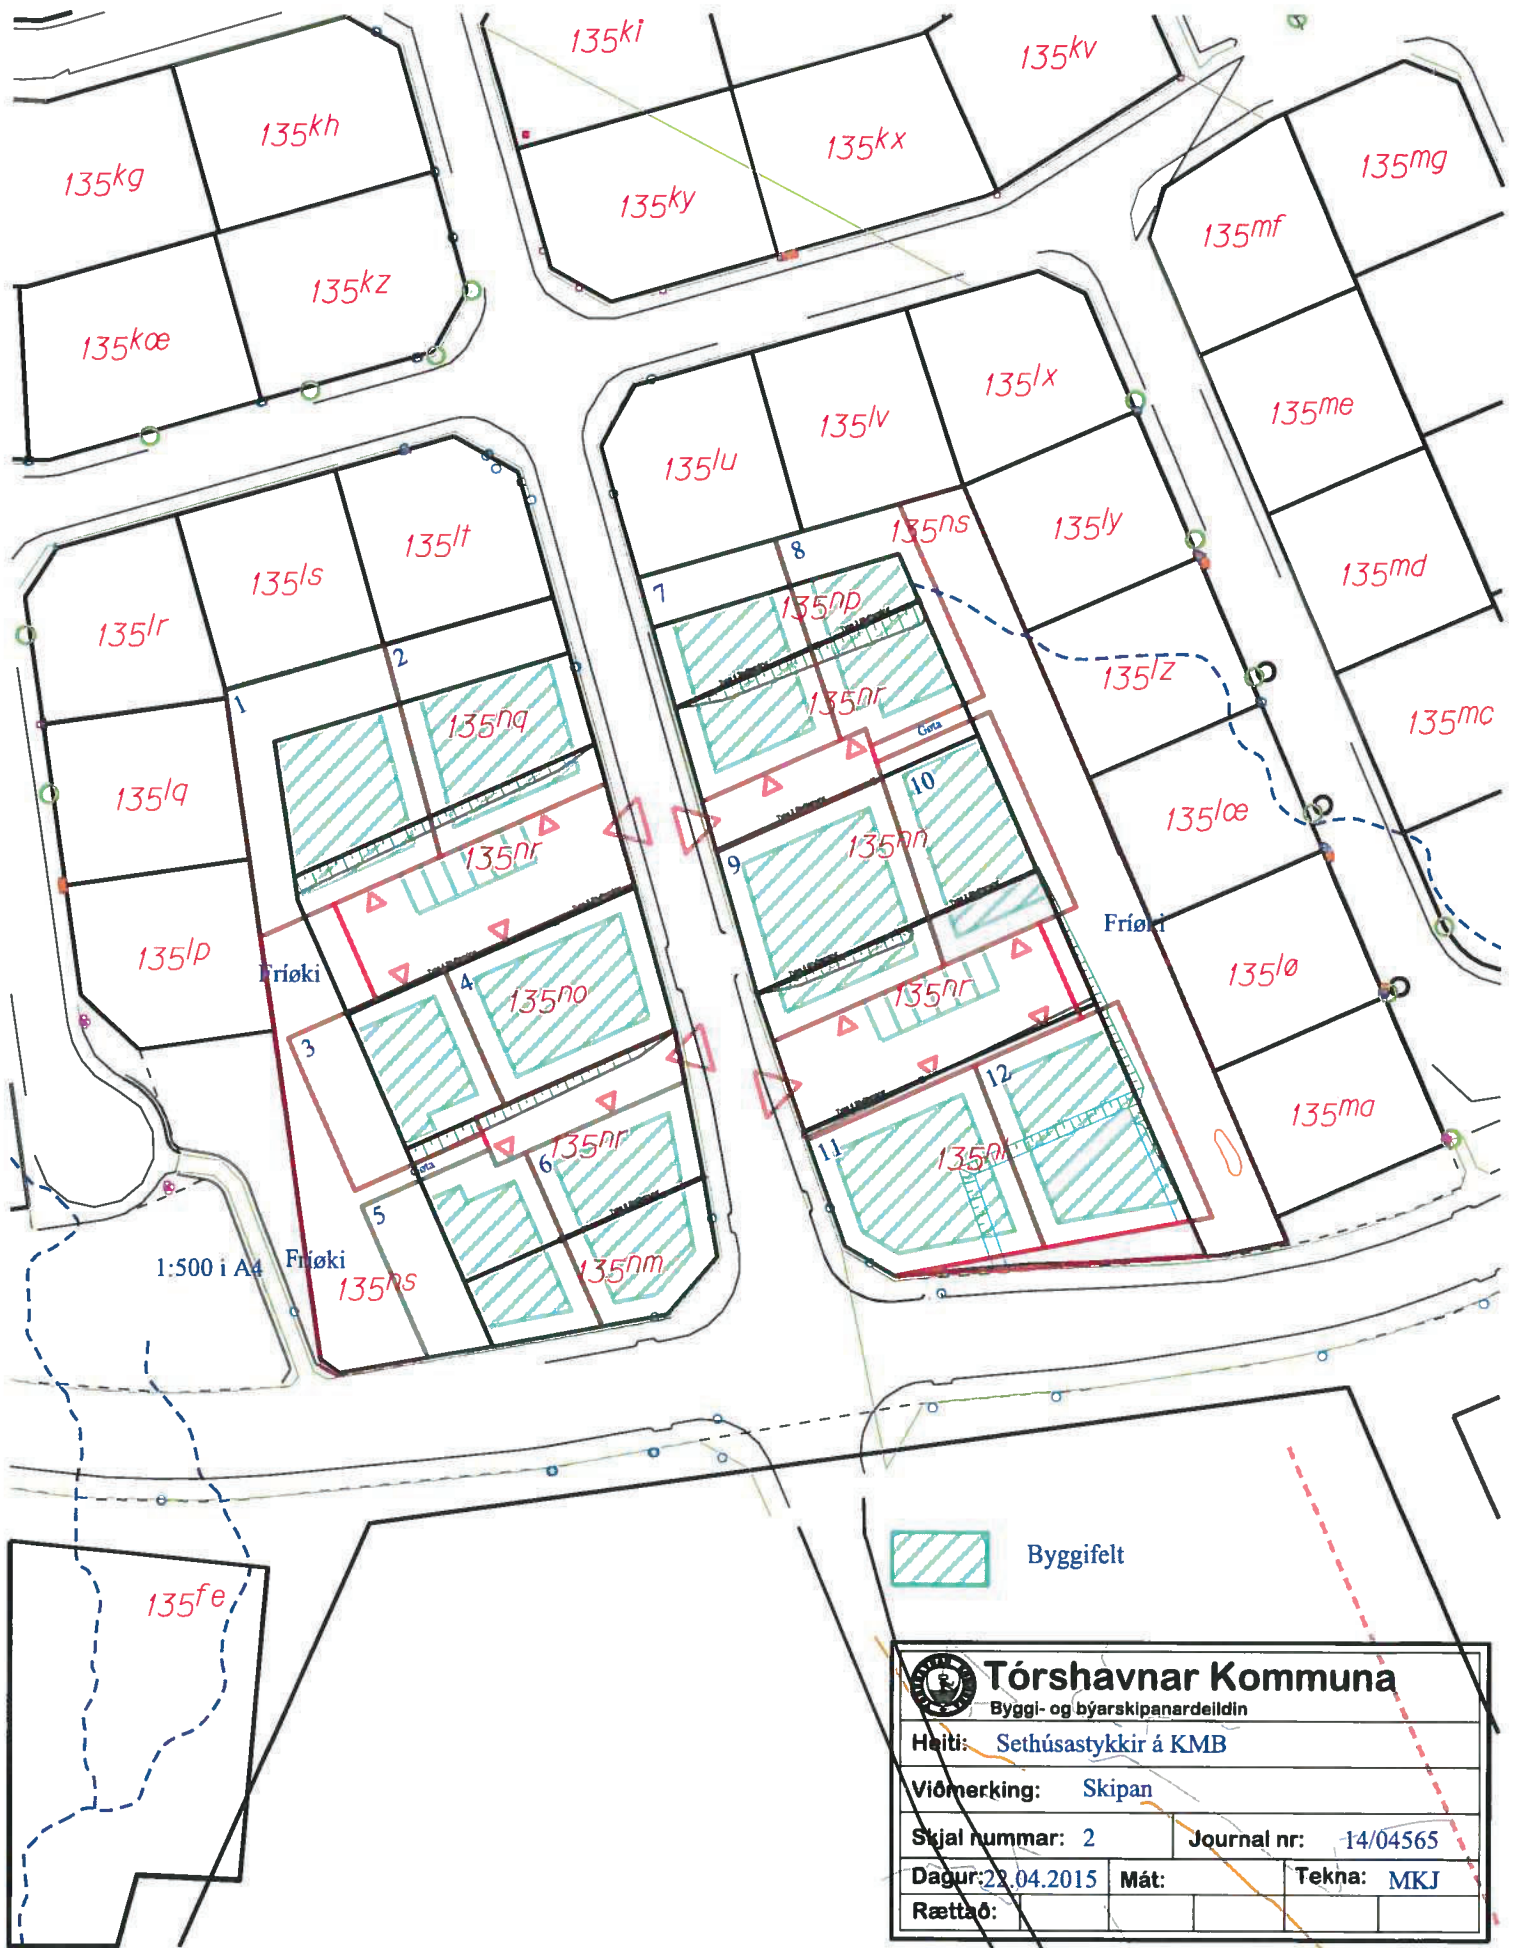 135ki
135kv
135kh
135kx
135mg
135kg
135ky
135mf
135kz
135kœ
135lx
135lv
135me
135lu
135lt
135ns
135ly
135ls
8
135md
7
135np
135lr
2
135lz
1
135nr
135mc
135nq
Gøta
10
135lq
135lœ
135nn
135nr
9
Fríøki
135lp
Fríøki
4
135lø
135no
135nr
3
12
135ma
135nr
11
135nl
6
Gøta
5
Fríøki
1:500 i A4
135nm
135ns
Byggifelt
135fe
Tórshavnar Kommuna
Byggi- og býarskipanardeildin
Heiti: Sethúsastykkir á KMB
Viðmerking: Skipan
Skjal nummar: 2 Journal nr: 14/04565
Dagur: 22.04.2015 Mát: Tekna: MKJ
Rættað: